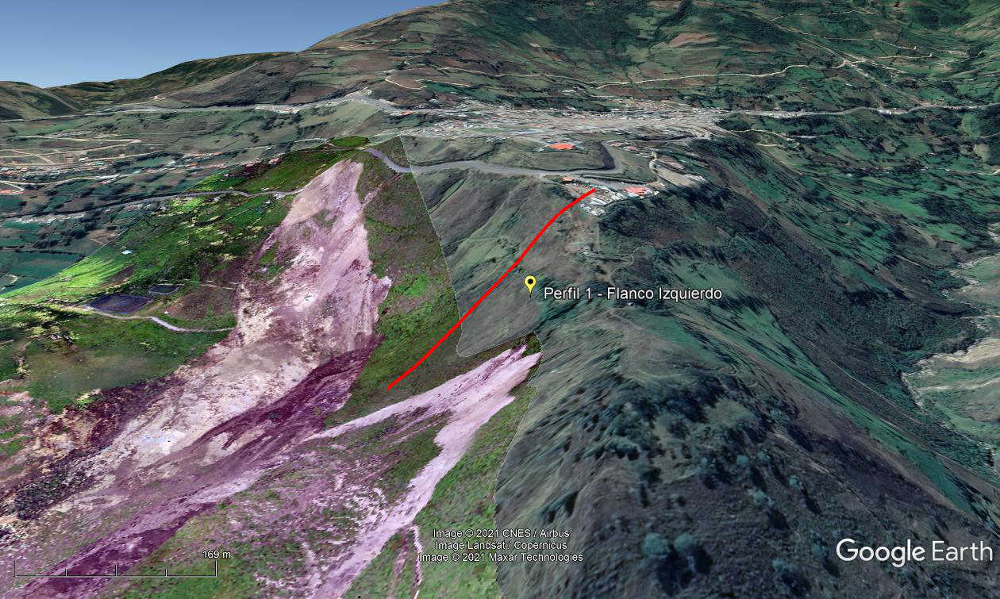 Perfil 1 - Flanco Izquierdo
Image © 2021 CNES / Airbus
Image Landsat / Copernicus
Image © 2021 Maxar Technologies
169 m
Google Earth